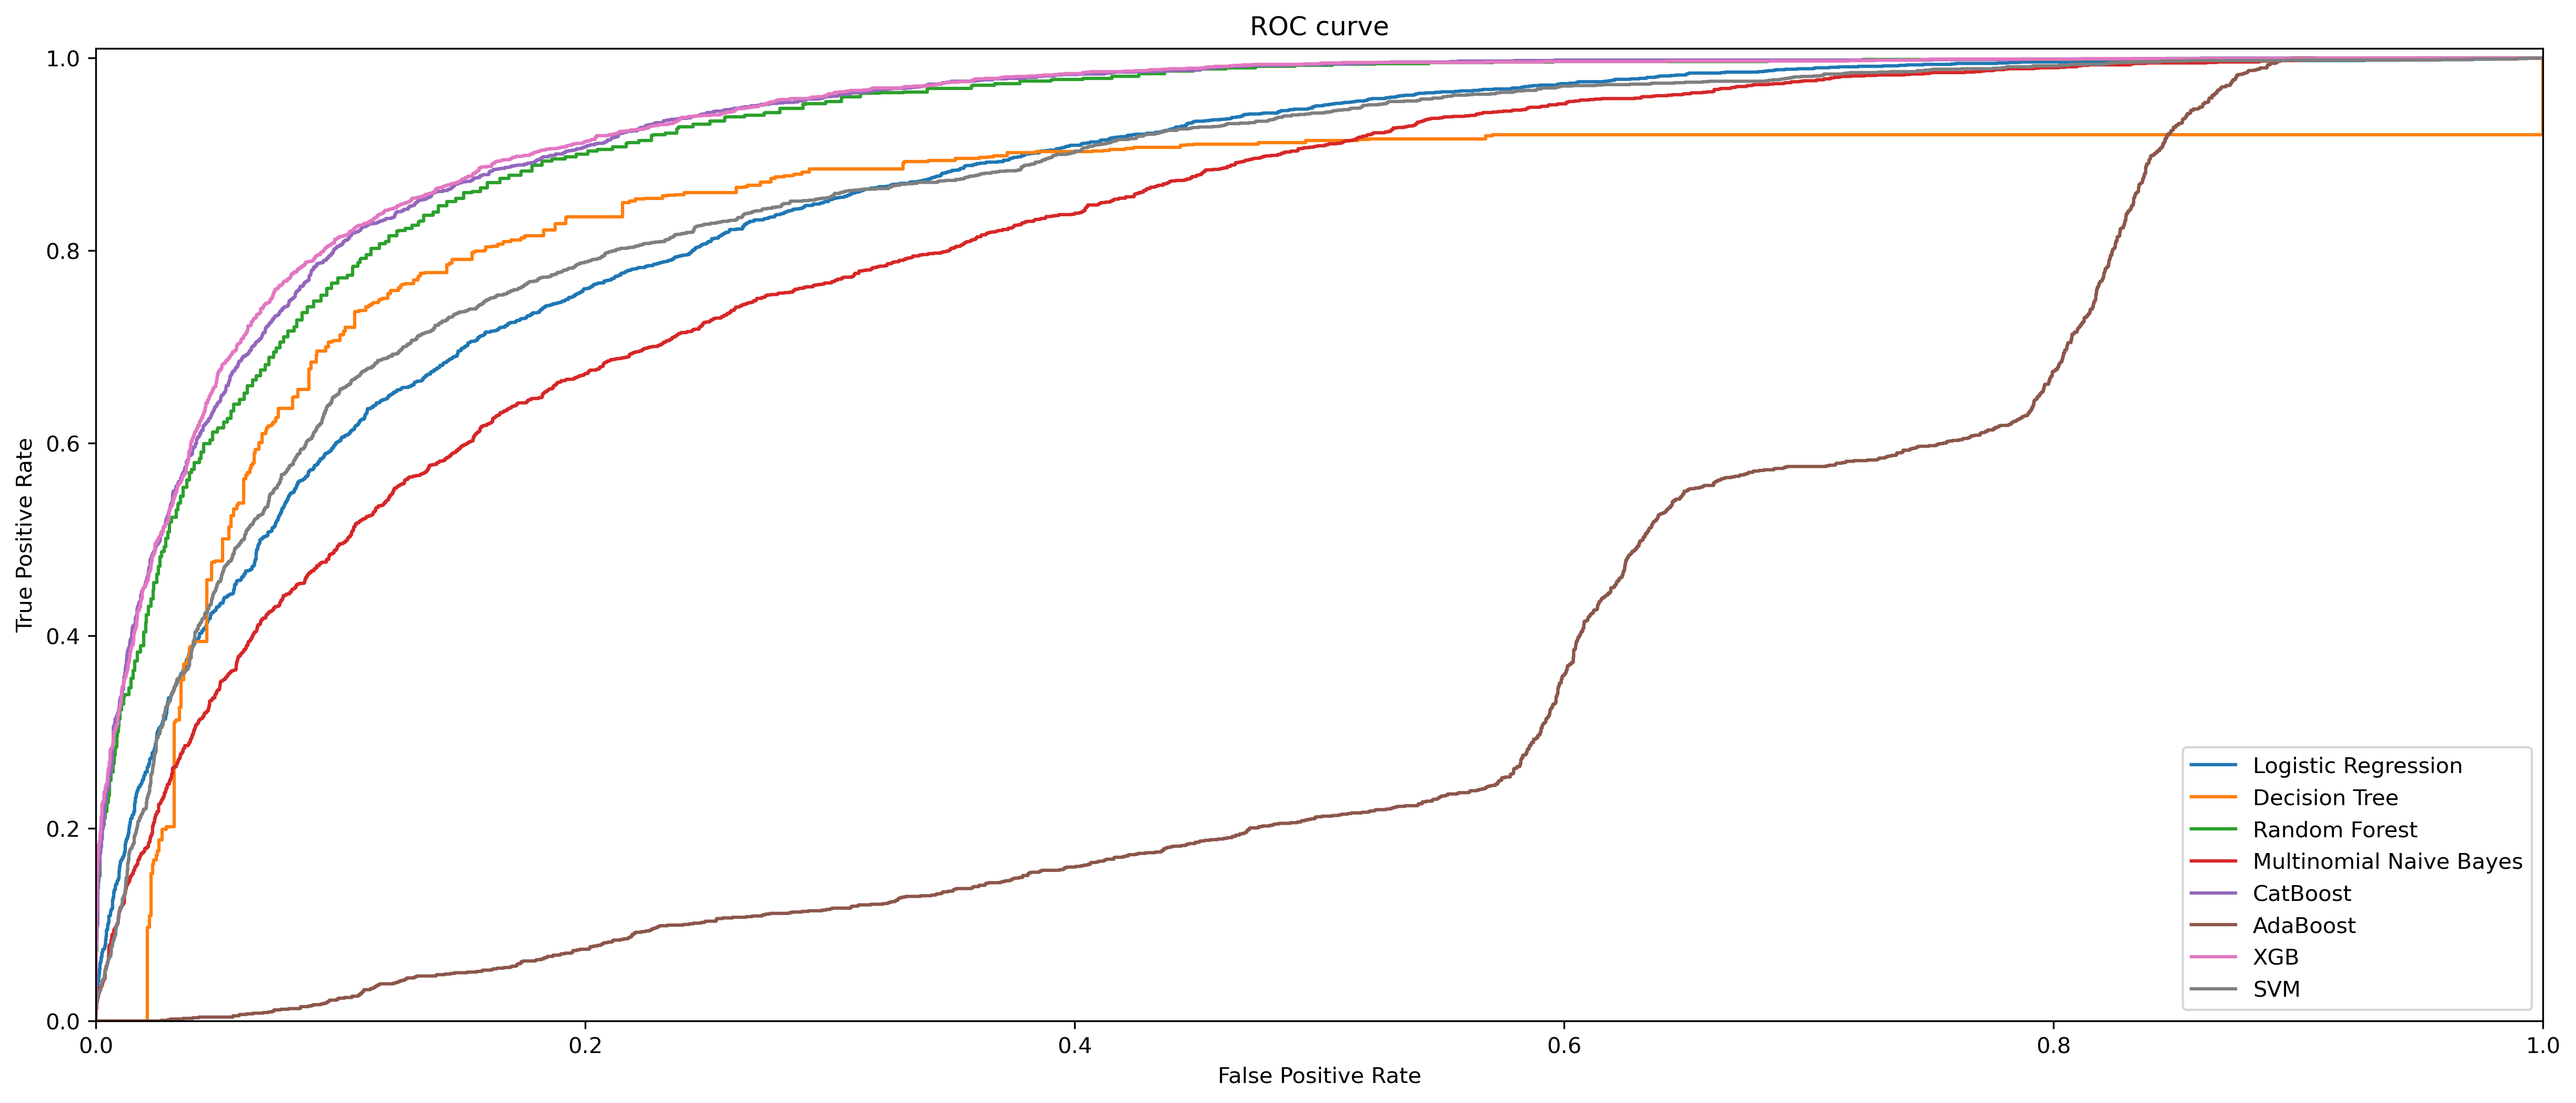 ROC curve
1.0
0.8
0.6
0.4
0.2
0.0
True Positive Rate
0.0 0.2 0.4 0.6 0.8 1.0
False Positive Rate
Logistic Regression
Decision Tree
Random Forest
Multinomial Naive Bayes
CatBoost
AdaBoost
XGB
SVM